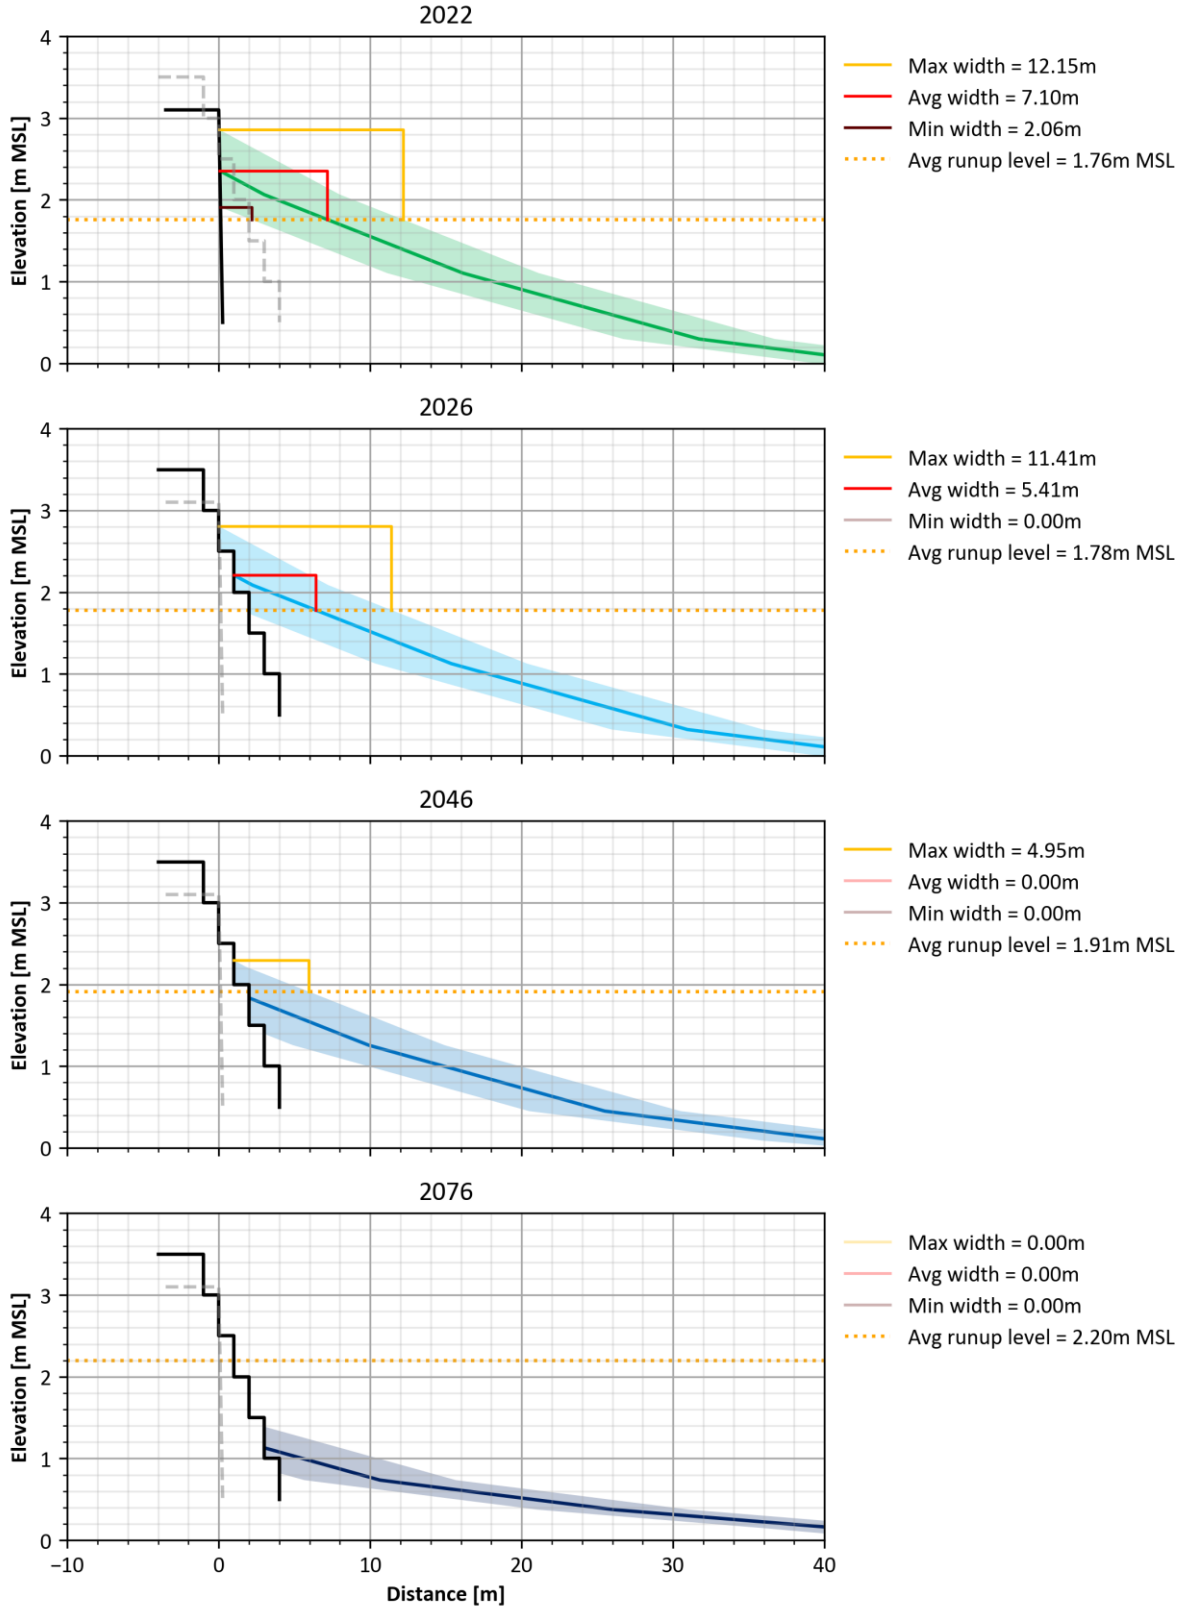 2022
4
3
2
1
0
Elevation [m MSL]
Max width = 12.15m
Avg width = 7.10m
Min width = 2.06m
Avg runup level = 1.76m MSL
2026
4
3
2
1
0
Elevation [m MSL]
Max width = 11.41m
Avg width = 5.41m
Min width = 0.00m
Avg runup level = 1.78m MSL
2046
4
3
2
1
0
Elevation [m MSL]
Max width = 4.95m
Avg width = 0.00m
Min width = 0.00m
Avg runup level = 1.91m MSL
2076
4
3
2
1
0
Elevation [m MSL]
Max width = 0.00m
Avg width = 0.00m
Min width = 0.00m
Avg runup level = 2.20m MSL
−10 0 10 20 30 40
Distance [m]